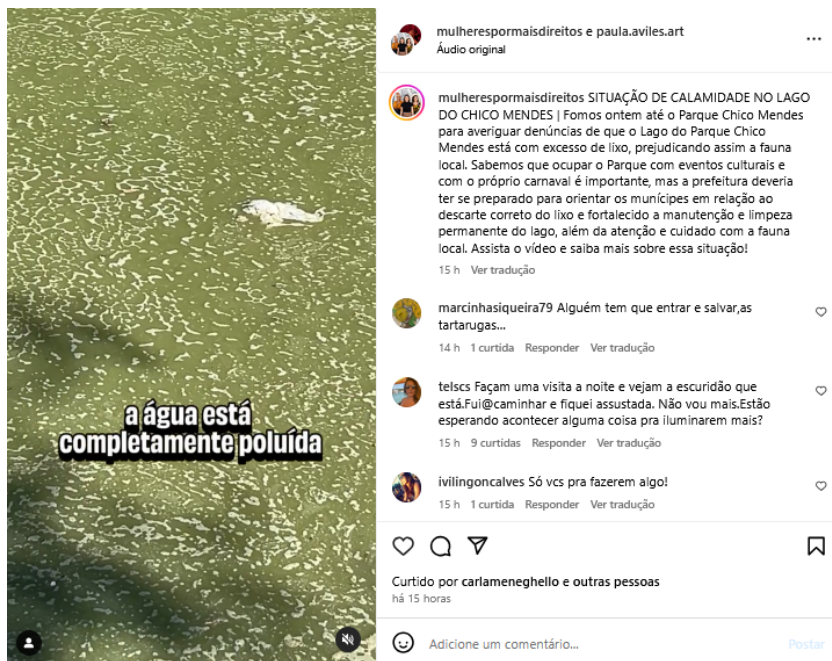 a água está
completamente poluída
mulherespormaisdireitos e paula.aviles.art
Áudio original
mulherespormaisdireitos SITUAÇÃO DE CALAMIDADE NO LAGO
DO CHICO MENDES | Fomos ontem até o Parque Chico Mendes
para averiguar denúncias de que o Lago do Parque Chico
Mendes está com excesso de lixo, prejudicando assim a fauna
local. Sabemos que ocupar o Parque com eventos culturais e
com o próprio carnaval é importante, mas a prefeitura deveria
ter se preparado para orientar os munícipes em relação ao
descarte correto do lixo e fortalecido a manutenção e limpeza
permanente do lago, além da atenção e cuidado com a fauna
local. Assista o vídeo e saiba mais sobre essa situação!
15 h Ver tradução
marcinhasiqueira79 Alguém tem que entrar e salvar,as
tartarugas...
14 h 1 curtida Responder Ver tradução
telscs Façam uma visita a noite e vejam a escuridão que
está.Fui@caminhar e fiquei assustada. Não vou mais.Estão
esperando acontecer alguma coisa pra iluminarem mais?
15 h 9 curtidas Responder Ver tradução
ivilingoncalves Só vcs pra fazerem algo!
15 h 1 curtida Responder Ver tradução
Curtido por carlameneghello e outras pessoas
há 15 horas
Adicione um comentário...
Postar